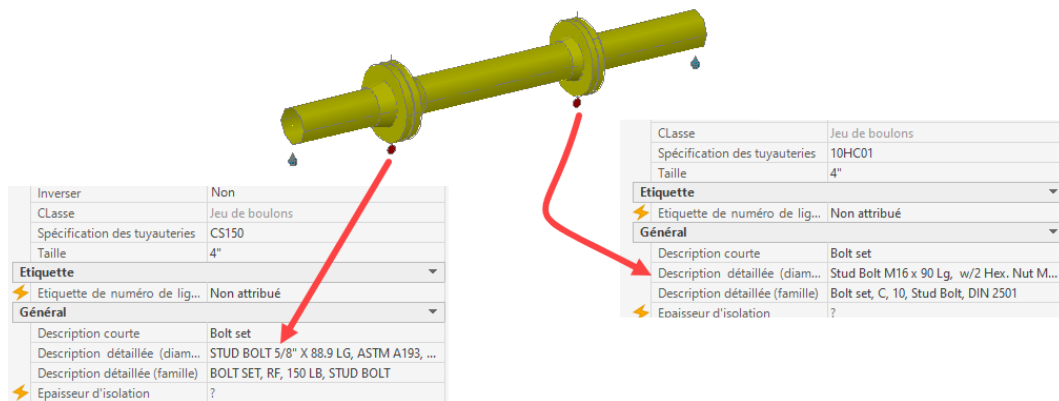 Inverser Non
CLasse Jeu de boulons
Spécification des tuyauteries CS150
Taille 4"
Etiquette
Etiquette de numéro de lig... Non attribué
Général
Description courte Bolt set
Description détaillée (diam... STUD BOLT 5/8" X 88.9 LG, ASTM A193, ...
Description détaillée (famille) BOLT SET, RF, 150 LB, STUD BOLT
Epaisseur d'isolation ?
CLasse Jeu de boulons
Spécification des tuyauteries 10HC01
Taille 4"
Etiquette
Etiquette de numéro de lig... Non attribué
Général
Description courte Bolt set
Description détaillée (diam... Stud Bolt M16 x 90 Lg, w/2 Hex. Nut M...
Description détaillée (famille) Bolt set, C, 10, Stud Bolt, DIN 2501
Epaisseur d'isolation ?